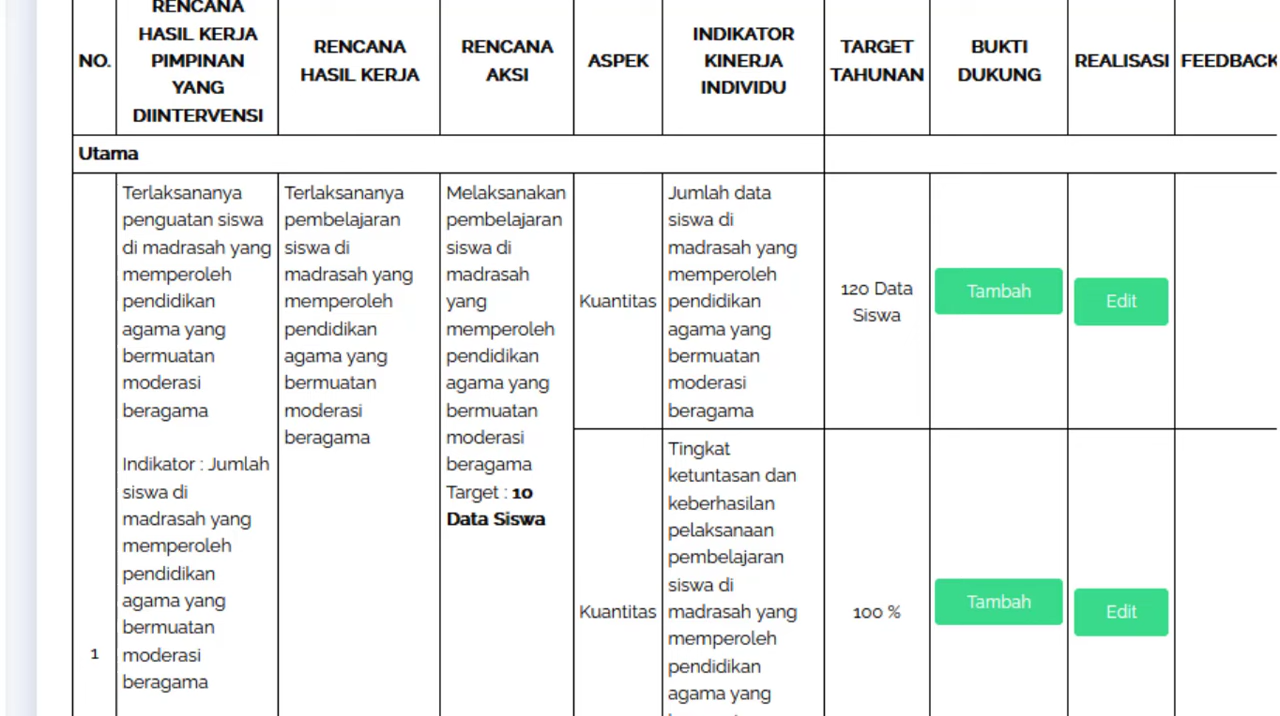 NO.
RENCANA
HASIL KERJA
PIMPINAN
YANG
DIINTERVENSI
RENCANA
HASIL KERJA
RENCANA
AKSI
ASPEK
INDIKATOR
KINERJA
INDIVIDU
TARGET
TAHUNAN
BUKTI
DUKUNG
REALISASI
FEEDBACK
Utama
1
Terlaksananya
penguatan siswa
di madrasah yang
memperoleh
pendidikan
agama yang
bermuatan
moderasi
beragama
Indikator : Jumlah
siswa di
madrasah yang
memperoleh
pendidikan
agama yang
bermuatan
moderasi
beragama
Terlaksananya
pembelajaran
siswa di
madrasah yang
memperoleh
pendidikan
agama yang
bermuatan
moderasi
beragama
Melaksanakan
pembelajaran
siswa di
madrasah
yang
memperoleh
pendidikan
agama yang
bermuatan
moderasi
beragama
Target : 10
Data Siswa
Kuantitas
Jumlah data
siswa di
madrasah yang
memperoleh
pendidikan
agama yang
bermuatan
moderasi
beragama
120 Data
Siswa
Tambah
Edit
Kuantitas
Tingkat
ketuntasan dan
keberhasilan
pelaksanaan
pembelajaran
siswa di
madrasah yang
memperoleh
pendidikan
agama yang
100 %
Tambah
Edit